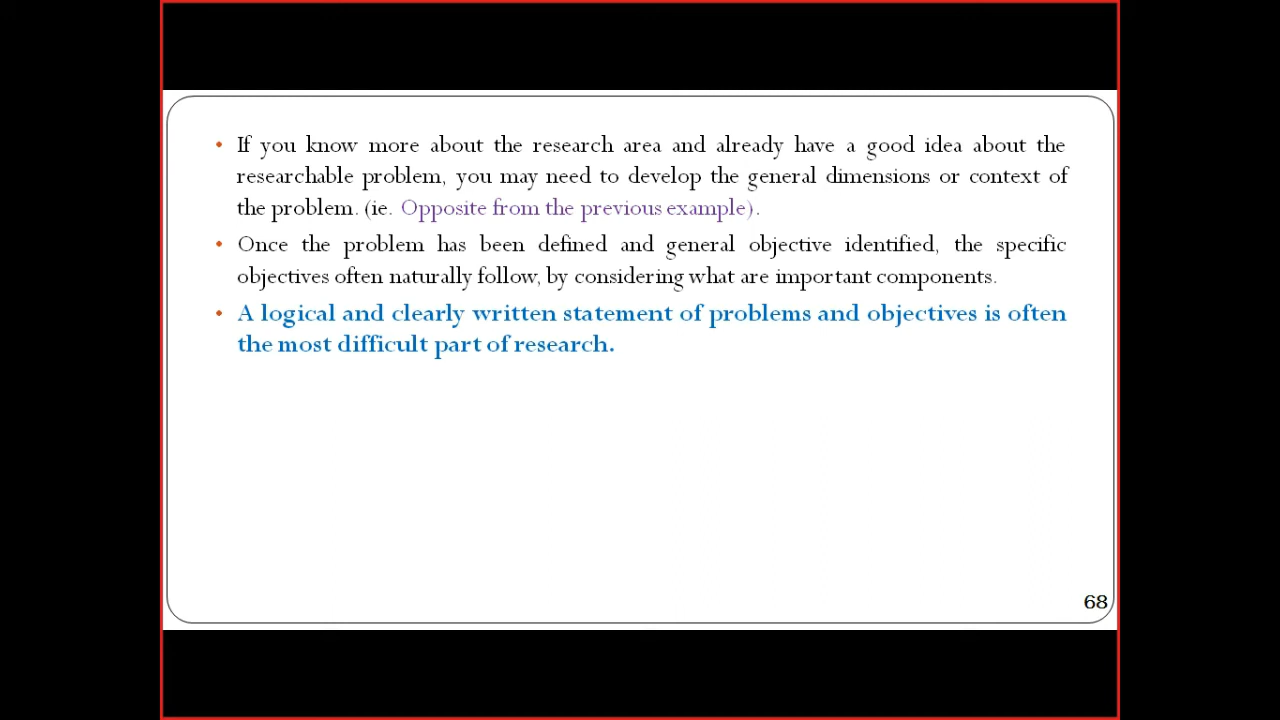 • If you know more about the research area and already have a good idea about the
researchable problem, you may need to develop the general dimensions or context of
the problem. (ie. Opposite from the previous example).
• Once the problem has been defined and general objective identified, the specific
objectives often naturally follow, by considering what are important components.
• A logical and clearly written statement of problems and objectives is often
the most difficult part of research.
68